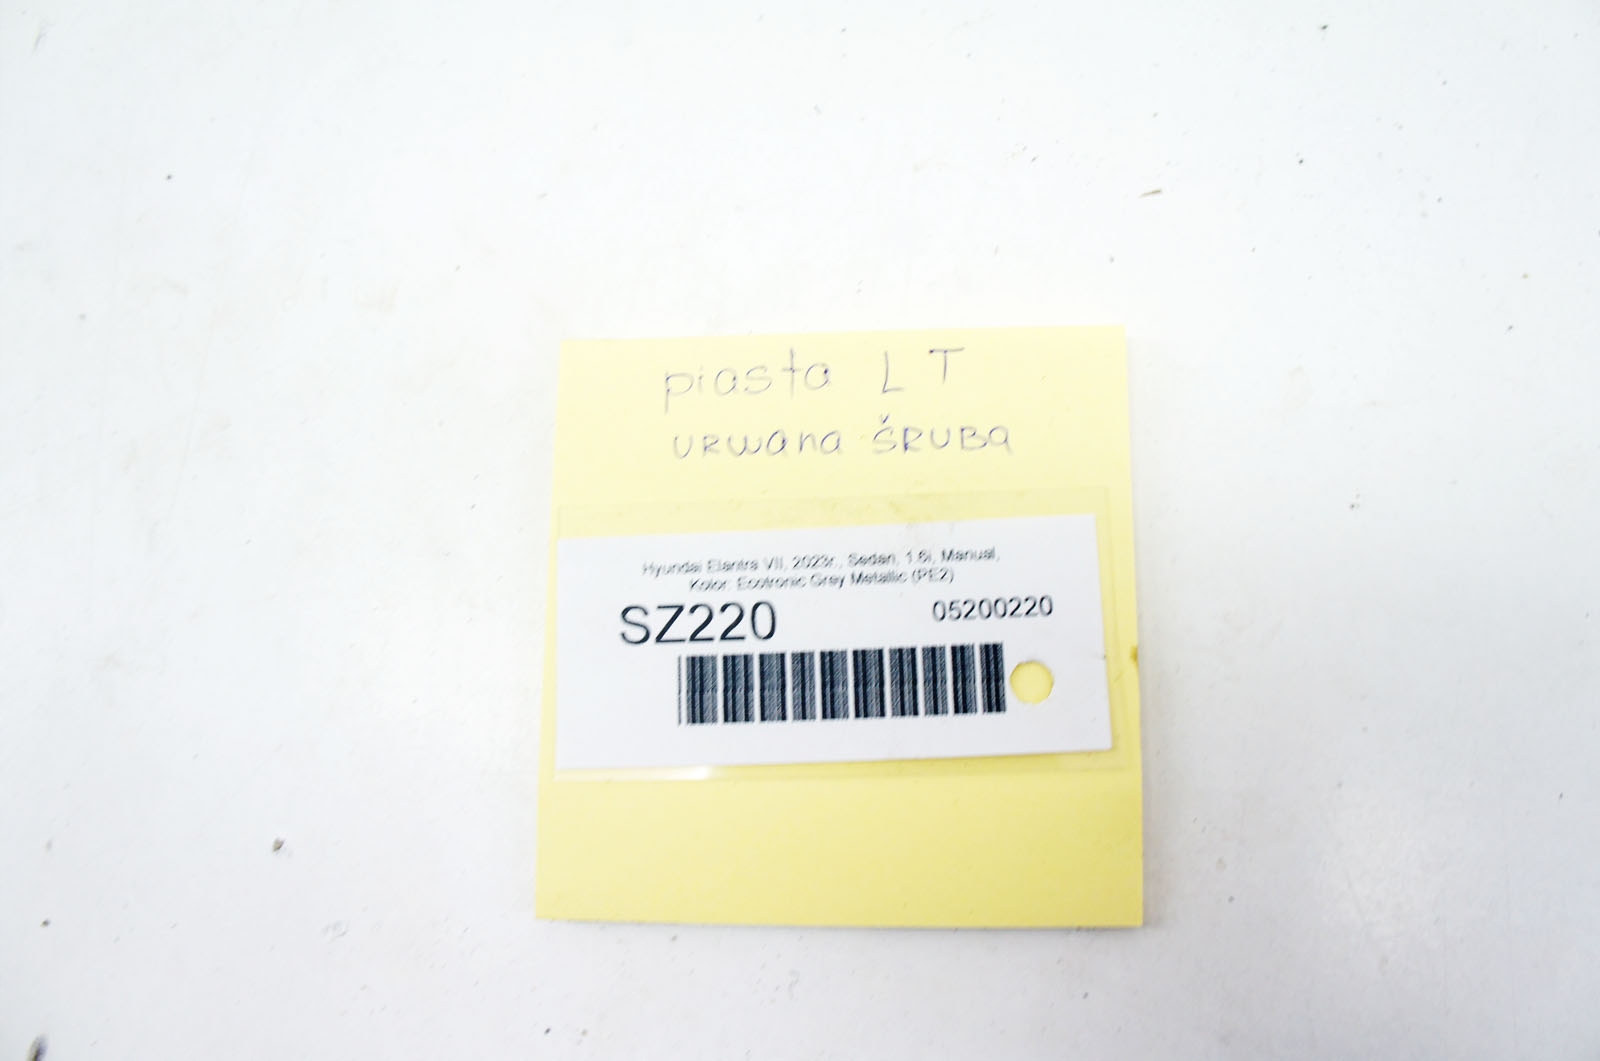 piasta LT
URWana ŚRUBa
Hyundai Elantra VII, 2023r., Sedan, 1.6i, Manual,
Kolor: Ecotronic Grey Metallic (PE2)
SZ220
05200220